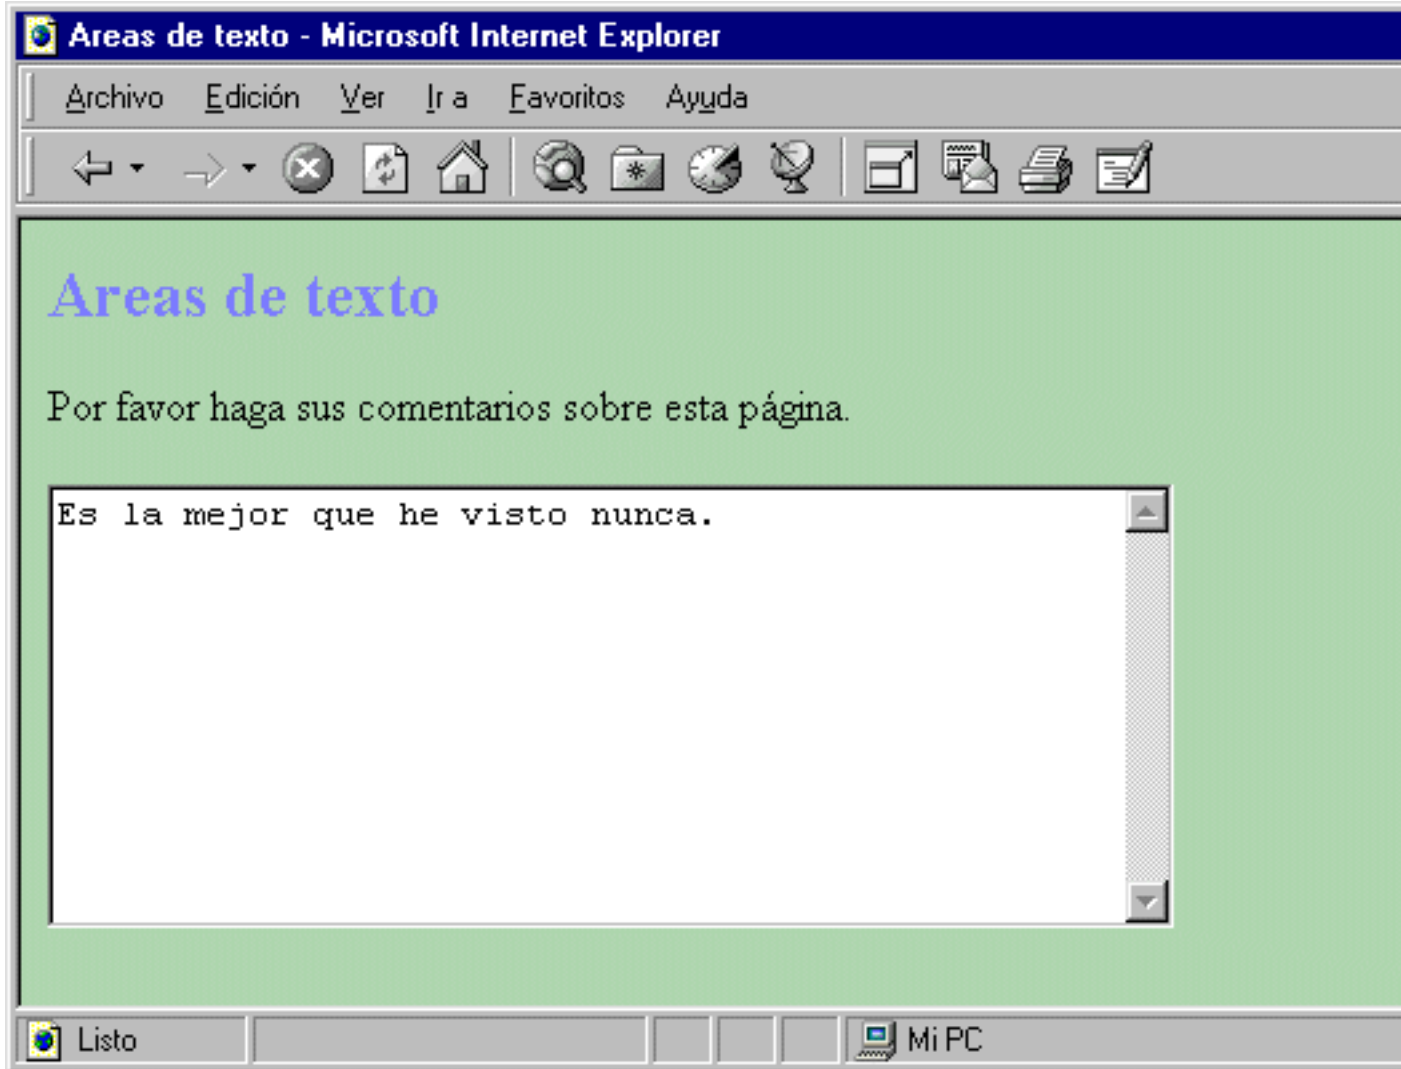 Areas de texto - Microsoft Internet Explorer
Archivo Edición Ver Ir a Favoritos Ayuda
Areas de texto
Por favor haga sus comentarios sobre esta página.
Es la mejor que he visto nunca.
Listo Mi PC